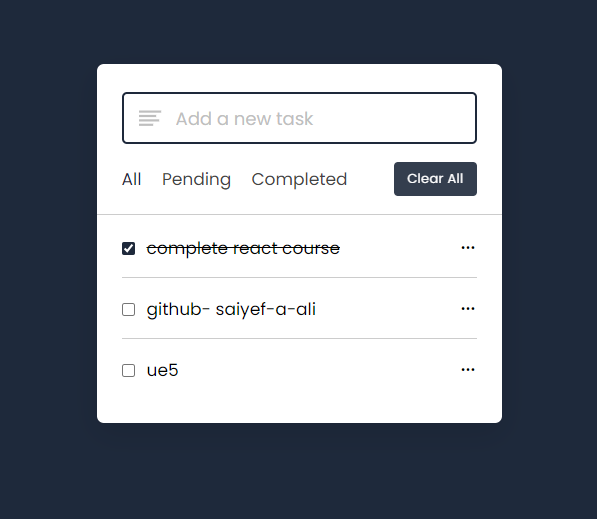 Add a new task
All Pending Completed Clear All
complete react course ...
github- saiyef-a-ali ...
ue5 ...